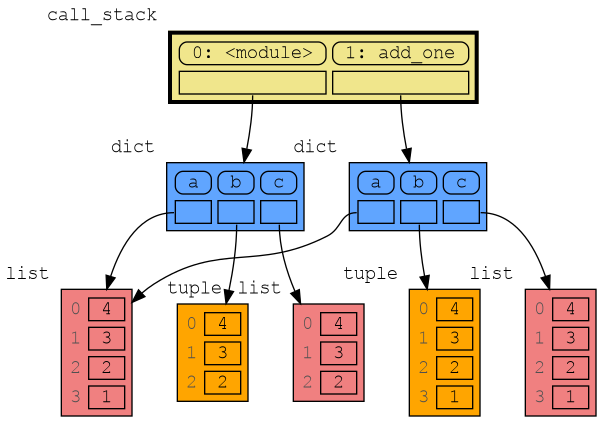 call_stack
0: <module> 1: add_one
dict dict
a b c a b c
list tuple list tuple list
0 4 0 4 0 4 0 4 0 4
1 3 1 3 1 3 1 3 1 3
2 2 2 2 2 2 2 2 2 2
3 1 3 1 3 1